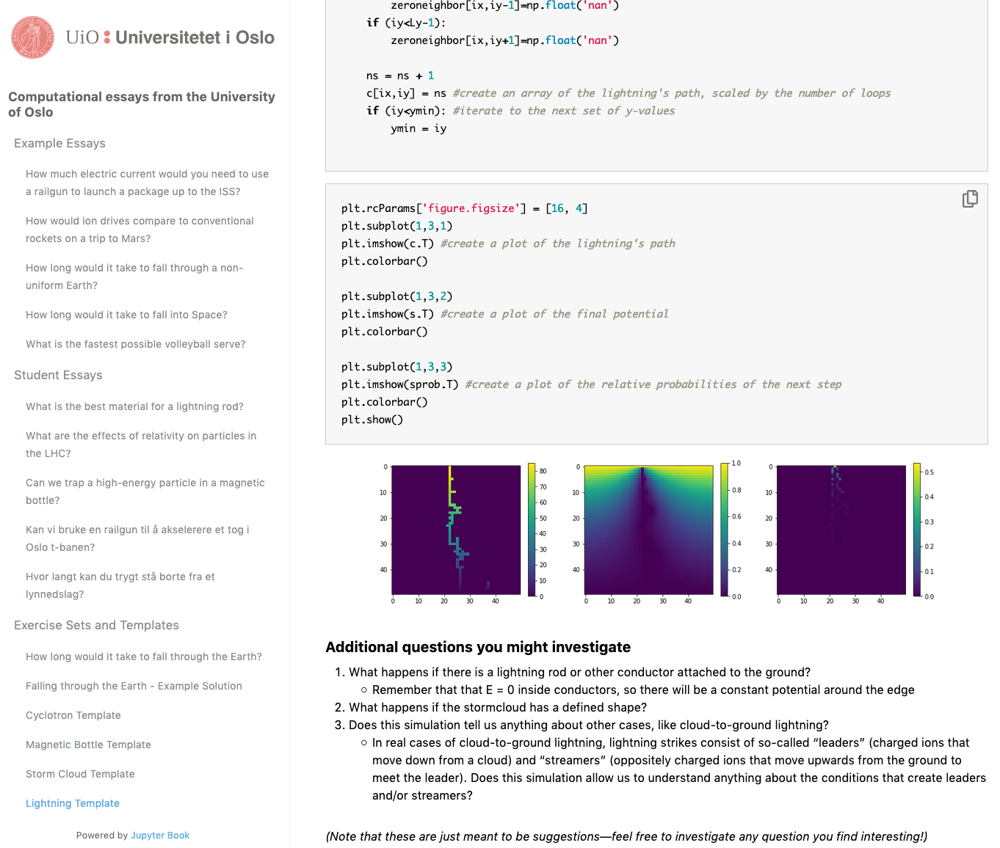 UiO : Universitetet i Oslo
Computational essays from the University
of Oslo
Example Essays
How much electric current would you need to use
a railgun to launch a package up to the ISS?
How would ion drives compare to conventional
rockets on a trip to Mars?
How long would it take to fall through a non-
uniform Earth?
How long would it take to fall into Space?
What is the fastest possible volleyball serve?
Student Essays
What is the best material for a lightning rod?
What are the effects of relativity on particles in
the LHC?
Can we trap a high-energy particle in a magnetic
bottle?
Kan vi bruke en railgun til å akselerere et tog i
Oslo t-banen?
Hvor langt kan du trygt stå borte fra et
lynnedslag?
Exercise Sets and Templates
How long would it take to fall through the Earth?
Falling through the Earth - Example Solution
Cyclotron Template
Magnetic Bottle Template
Storm Cloud Template
Lightning Template
Powered by Jupyter Book
zeroneighbor[ix,iy-1]=np.float('nan')
if (iy<Ly-1):
zeroneighbor[ix,iy+1]=np.float('nan')
ns = ns + 1
c[ix,iy] = ns #create an array of the lightning's path, scaled by the number of loops
if (iy<ymin): #iterate to the next set of y-values
ymin = iy
plt.rcParams['figure.figsize'] = [16, 4]
plt.subplot(1,3,1)
plt.imshow(c.T) #create a plot of the lightning's path
plt.colorbar()
plt.subplot(1,3,2)
plt.imshow(s.T) #create a plot of the final potential
plt.colorbar()
plt.subplot(1,3,3)
plt.imshow(sprob.T) #create a plot of the relative probabilities of the next step
plt.colorbar()
plt.show()
0
10
20
30
40
0 10 20 30 40
80
70
60
50
40
30
20
10
0
0
10
20
30
40
0 10 20 30 40
1.0
0.8
0.6
0.4
0.2
0.0
0
10
20
30
40
0 10 20 30 40
0.5
0.4
0.3
0.2
0.1
0.0
Additional questions you might investigate
1. What happens if there is a lightning rod or other conductor attached to the ground?
Remember that that E = 0 inside conductors, so there will be a constant potential around the edge
2. What happens if the stormcloud has a defined shape?
3. Does this simulation tell us anything about other cases, like cloud-to-ground lightning?
In real cases of cloud-to-ground lightning, lightning strikes consist of so-called “leaders” (charged ions that
move down from a cloud) and “streamers” (oppositely charged ions that move upwards from the ground to
meet the leader). Does this simulation allow us to understand anything about the conditions that create leaders
and/or streamers?
(Note that these are just meant to be suggestions—feel free to investigate any question you find interesting!)